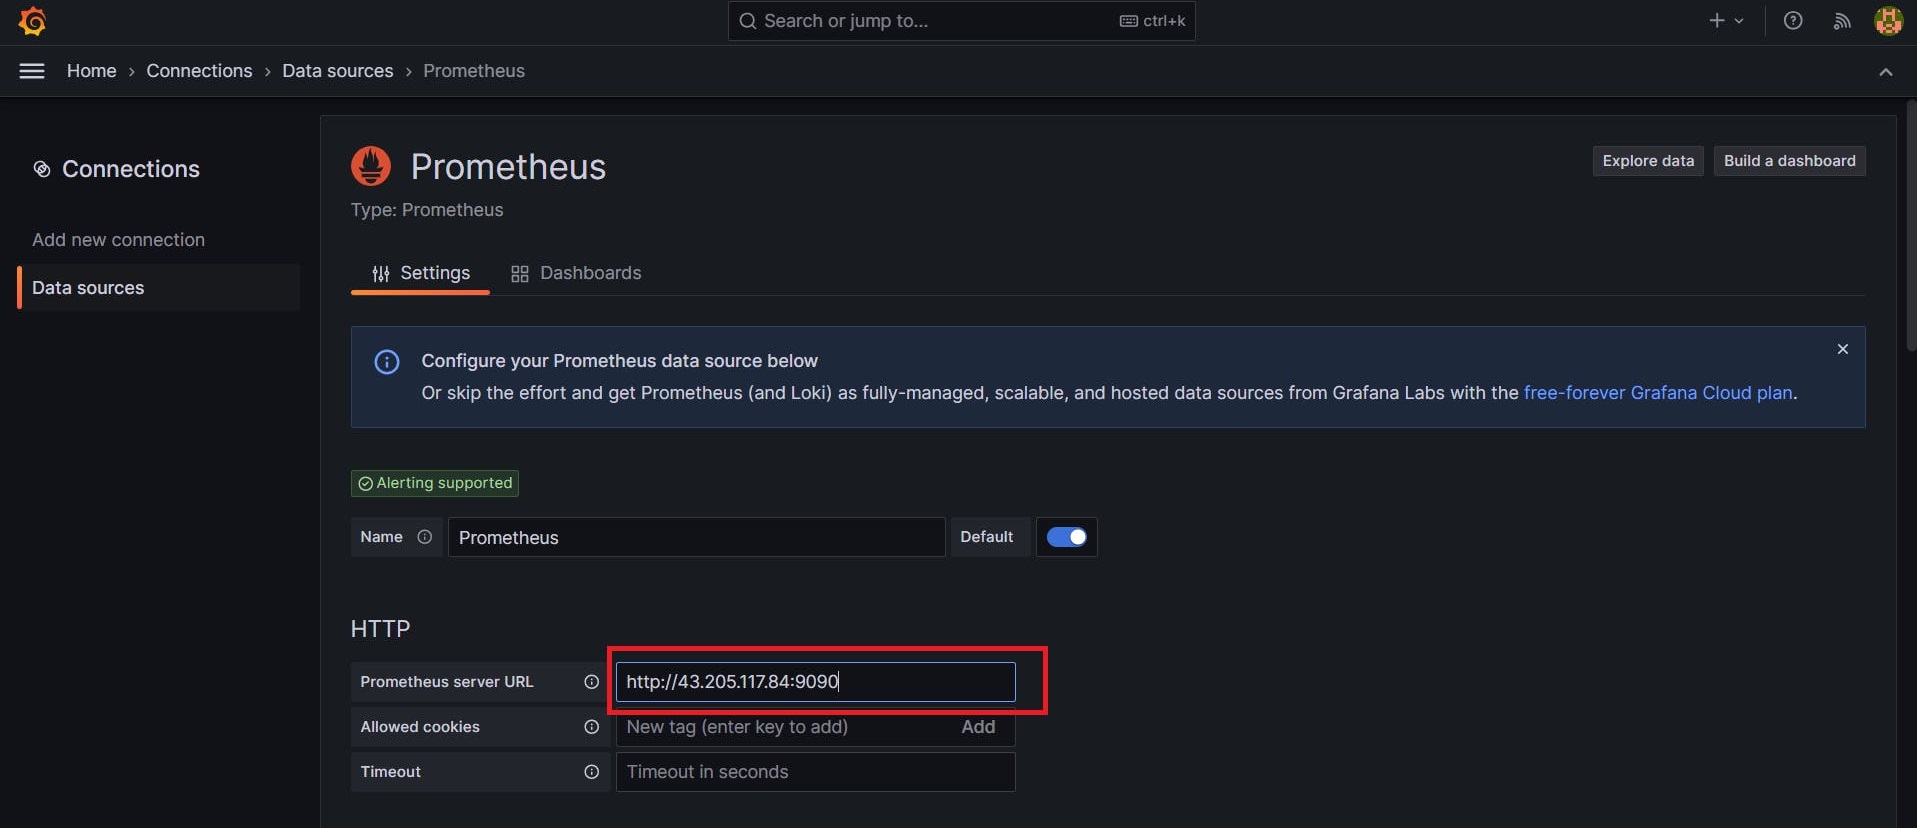 Search or jump to... ctrl+k
Home › Connections › Data sources › Prometheus
Connections
Add new connection
Data sources
Prometheus
Type: Prometheus
Explore data Build a dashboard
Settings Dashboards
Configure your Prometheus data source below
Or skip the effort and get Prometheus (and Loki) as fully-managed, scalable, and hosted data sources from Grafana Labs with the free-forever Grafana Cloud plan.
Alerting supported
Name Prometheus Default
HTTP
Prometheus server URL http://43.205.117.84:9090
Allowed cookies New tag (enter key to add) Add
Timeout Timeout in seconds